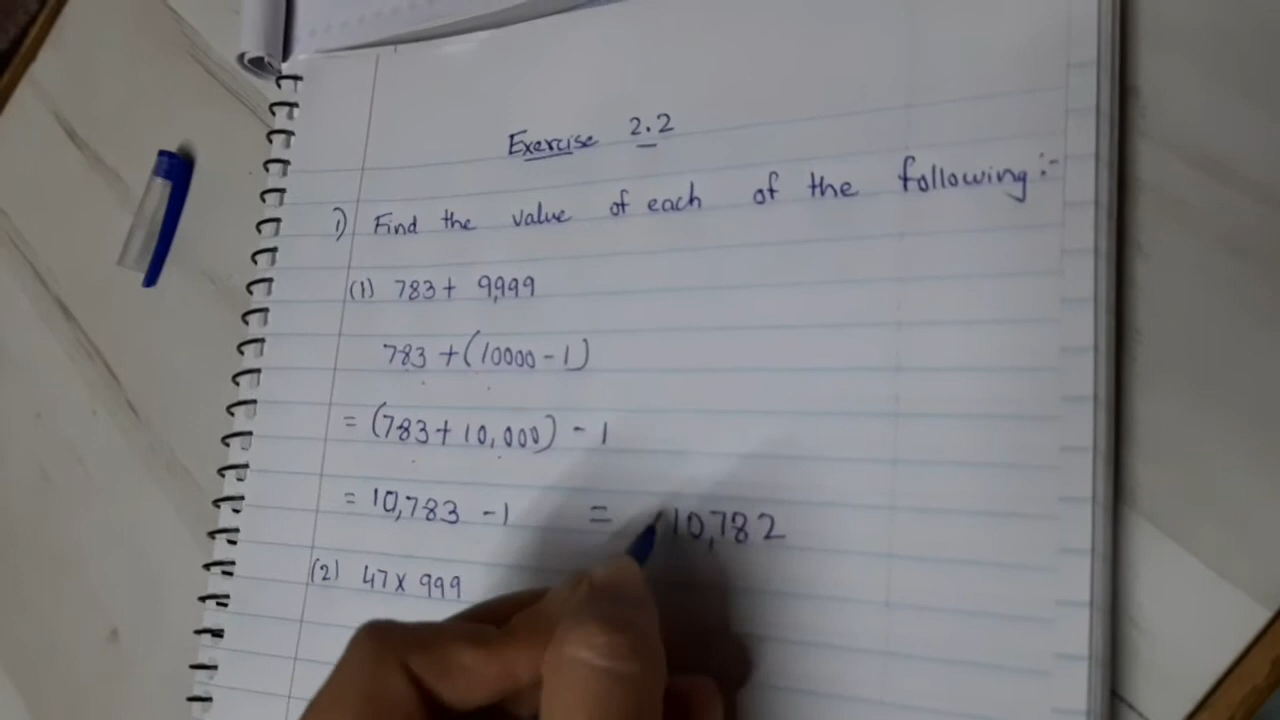 Exercise 2.2
1) Find the value of each of the following :-
(1) 783 + 9,999
783 + (10000 - 1)
= (783 + 10,000) - 1
= 10,783 - 1 = 10,782
(2) 47 x 999